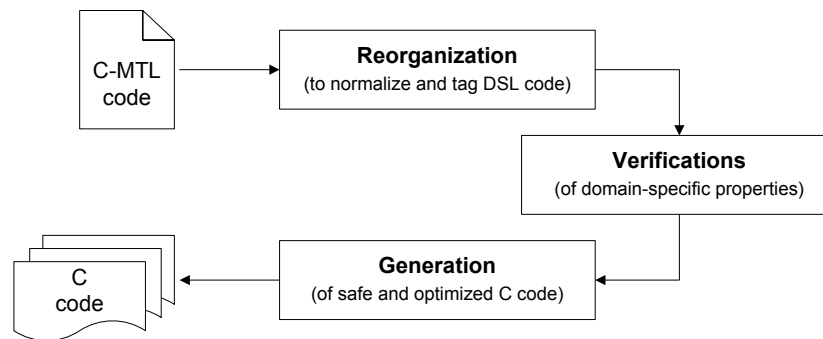 C-MTL
code
Reorganization
(to normalize and tag DSL code)
Verifications
(of domain-specific properties)
Generation
(of safe and optimized C code)
C
code